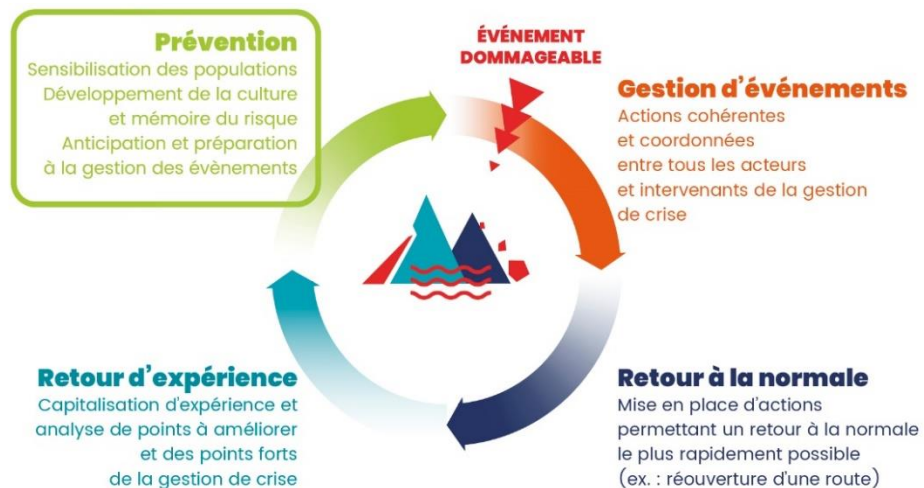 Prévention
Sensibilisation des populations
Développement de la culture
et mémoire du risque
Anticipation et préparation
à la gestion des évènements
ÉVÉNEMENT
DOMMAGEABLE
Gestion d'événements
Actions cohérentes
et coordonnées
entre tous les acteurs
et intervenants de la gestion
de crise
Retour d'expérience
Capitalisation d'expérience et
analyse de points à améliorer
et des points forts
de la gestion de crise
Retour à la normale
Mise en place d'actions
permettant un retour à la normale
le plus rapidement possible
(ex. : réouverture d'une route)